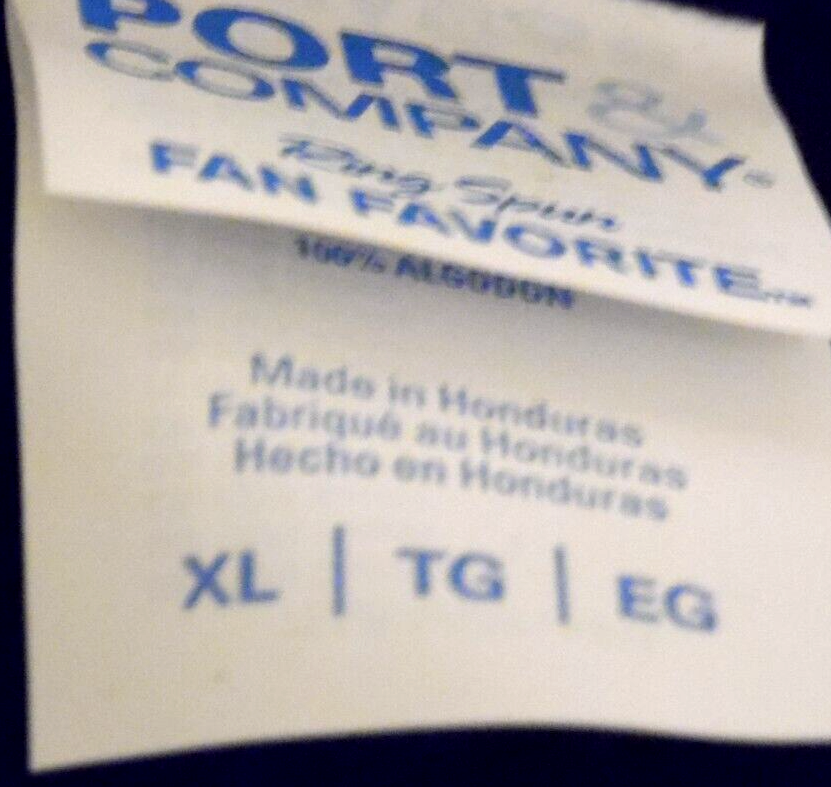 PORT &
COMPANY®
Ring Spun
FAN FAVORITE™
100% ALGODON
Made in Honduras
Fabriqué au Honduras
Hecho en Honduras
XL | TG | EG